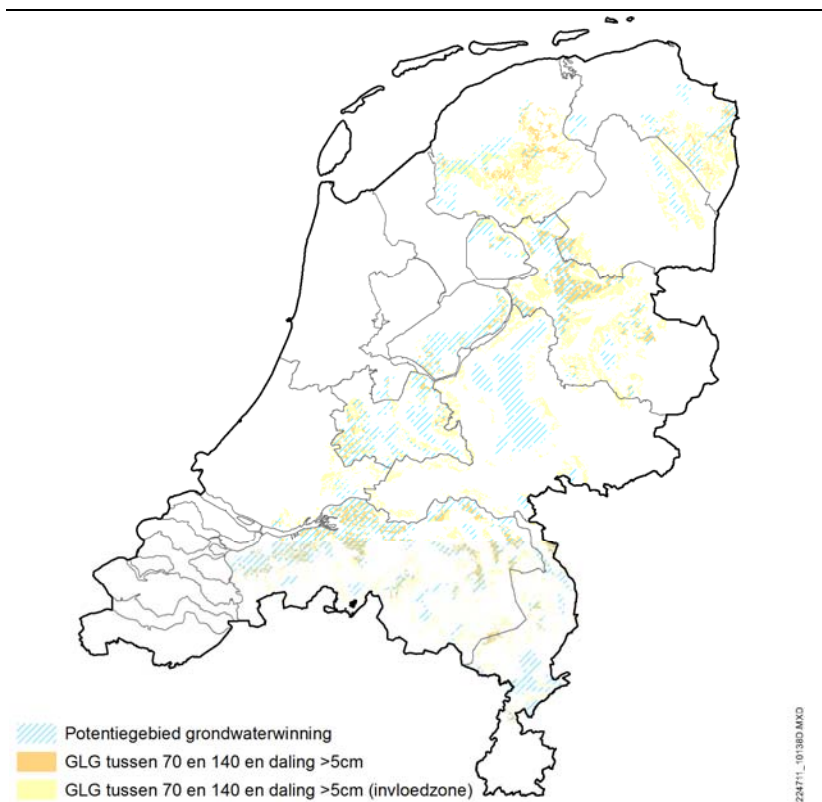 Potentiegebied grondwaterwinning
GLG tussen 70 en 140 en daling >5cm
GLG tussen 70 en 140 en daling >5cm (invloedzone)
224711_10138D.MXD